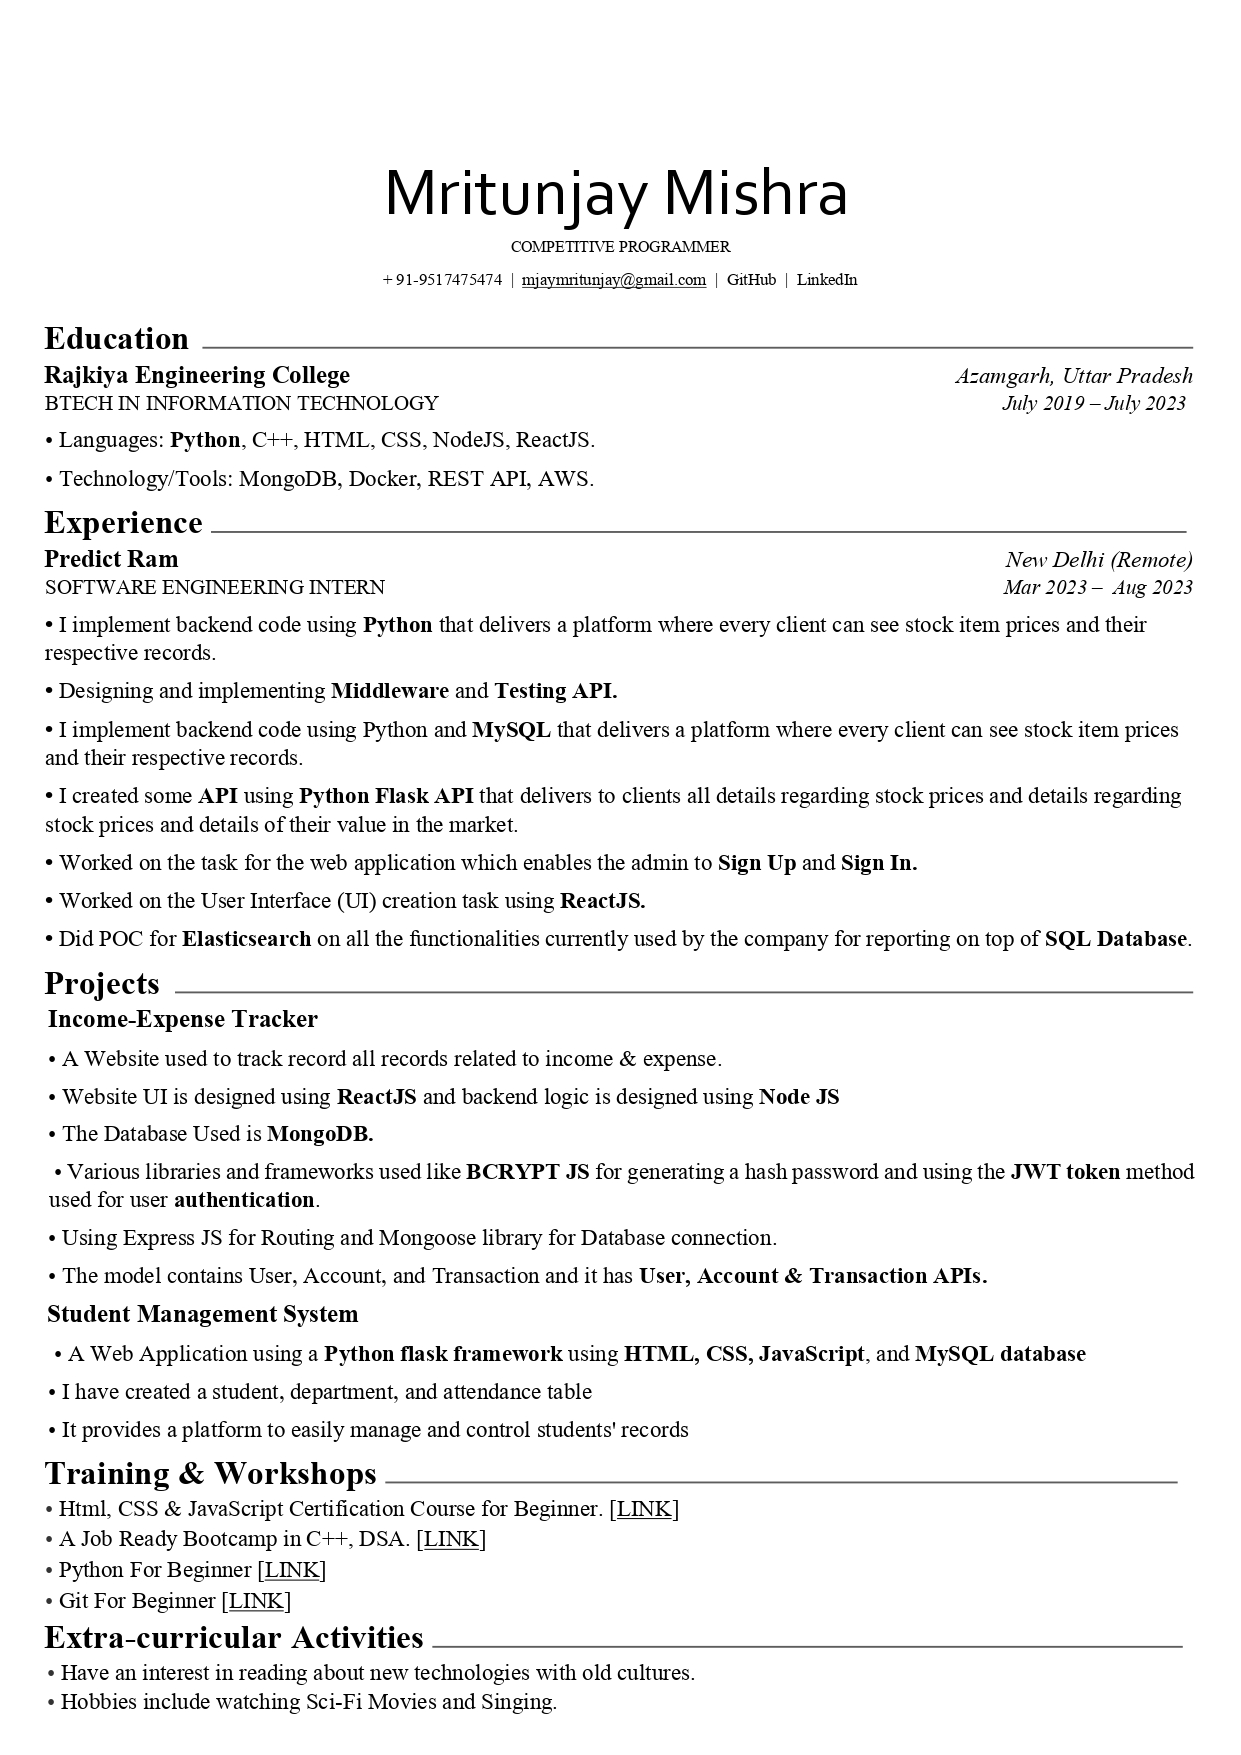 Mritunjay Mishra
COMPETITIVE PROGRAMMER
+ 91-9517475474 | mjaymritunjay@gmail.com | GitHub | LinkedIn
Education
Rajkiya Engineering College Azamgarh, Uttar Pradesh
BTECH IN INFORMATION TECHNOLOGY July 2019 – July 2023
• Languages: Python, C++, HTML, CSS, NodeJS, ReactJS.
• Technology/Tools: MongoDB, Docker, REST API, AWS.
Experience
Predict Ram New Delhi (Remote)
SOFTWARE ENGINEERING INTERN Mar 2023 – Aug 2023
• I implement backend code using Python that delivers a platform where every client can see stock item prices and their
respective records.
• Designing and implementing Middleware and Testing API.
• I implement backend code using Python and MySQL that delivers a platform where every client can see stock item prices
and their respective records.
• I created some API using Python Flask API that delivers to clients all details regarding stock prices and details regarding
stock prices and details of their value in the market.
• Worked on the task for the web application which enables the admin to Sign Up and Sign In.
• Worked on the User Interface (UI) creation task using ReactJS.
• Did POC for Elasticsearch on all the functionalities currently used by the company for reporting on top of SQL Database.
Projects
Income-Expense Tracker
• A Website used to track record all records related to income & expense.
• Website UI is designed using ReactJS and backend logic is designed using Node JS
• The Database Used is MongoDB.
• Various libraries and frameworks used like BCRYPT JS for generating a hash password and using the JWT token method
used for user authentication.
• Using Express JS for Routing and Mongoose library for Database connection.
• The model contains User, Account, and Transaction and it has User, Account & Transaction APIs.
Student Management System
• A Web Application using a Python flask framework using HTML, CSS, JavaScript, and MySQL database
• I have created a student, department, and attendance table
• It provides a platform to easily manage and control students' records
Training & Workshops
• Html, CSS & JavaScript Certification Course for Beginner. [LINK]
• A Job Ready Bootcamp in C++, DSA. [LINK]
• Python For Beginner [LINK]
• Git For Beginner [LINK]
Extra-curricular Activities
• Have an interest in reading about new technologies with old cultures.
• Hobbies include watching Sci-Fi Movies and Singing.